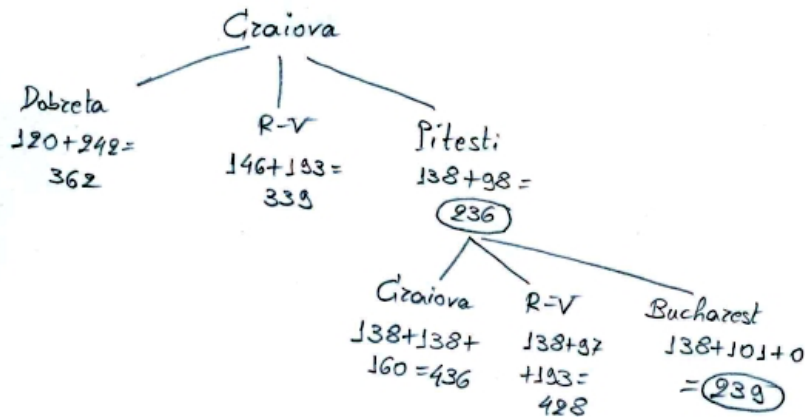 Craiova
Dobreta
120+242=
362
R-V
146+193=
339
Pitesti
138+98=
236
Craiova
138+138+
160=436
R-V
138+97
+193=
428
Bucharest
138+101+0
=239